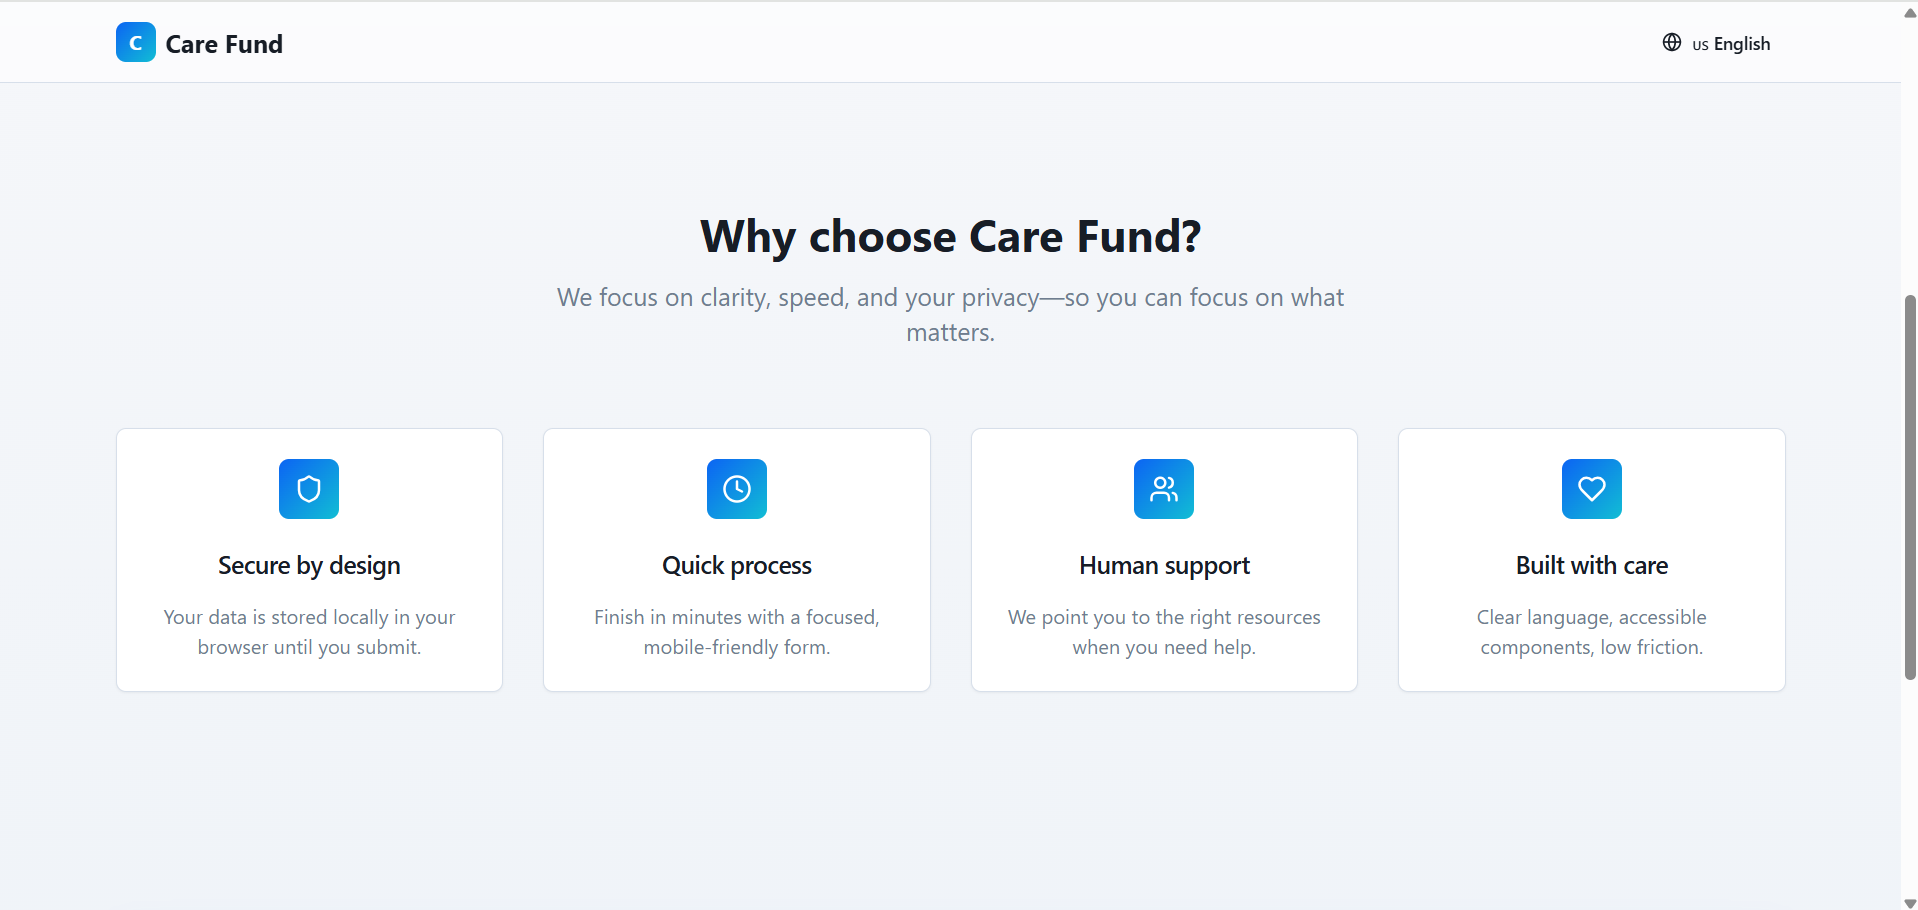 C Care Fund
us English
Why choose Care Fund?
We focus on clarity, speed, and your privacy—so you can focus on what
matters.
Secure by design
Your data is stored locally in your
browser until you submit.
Quick process
Finish in minutes with a focused,
mobile-friendly form.
Human support
We point you to the right resources
when you need help.
Built with care
Clear language, accessible
components, low friction.